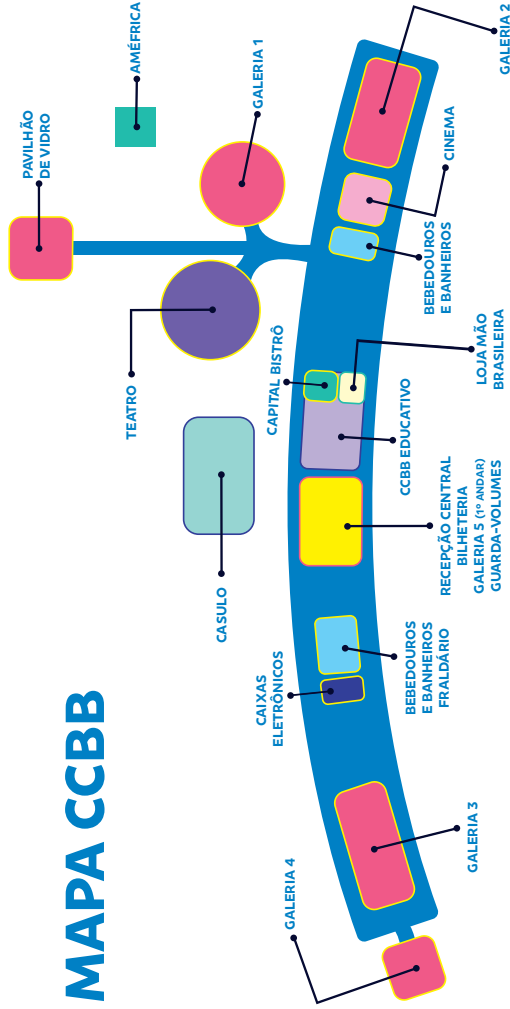 MAPA CCBB
GALERIA 4
GALERIA 3
CAIXAS
ELETRÔNICOS
BEBEDOUROS
E BANHEIROS
FRALDÁRIO
CASULO
RECEPÇÃO CENTRAL
BILHETERIA
GALERIA 5 (1º ANDAR)
GUARDA-VOLUMES
CCBB EDUCATIVO
CAPITAL BISTRÔ
LOJA MÃO
BRASILEIRA
TEATRO
PAVILHÃO
DE VIDRO
AMÉFRICA
GALERIA 1
BEBEDOUROS
E BANHEIROS
CINEMA
GALERIA 2